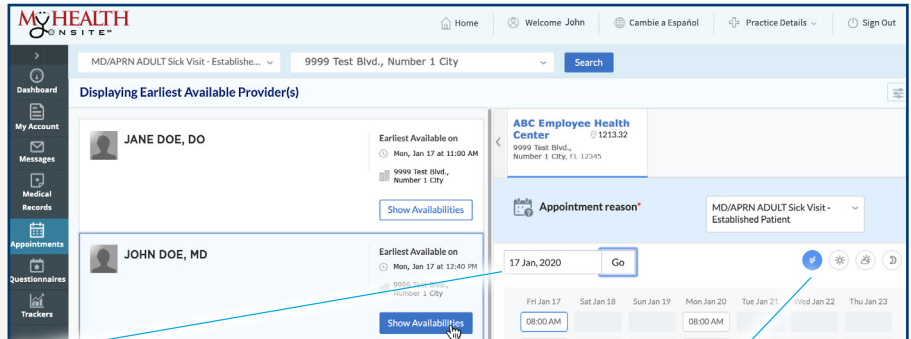 MYHEALTH
ONSITE℠
Home
Welcome John
Cambie a Español
Practice Details
Sign Out
MD/APRN ADULT Sick Visit - Establishe...
9999 Test Blvd., Number 1 City
Search
Dashboard
My Account
Messages
Medical
Records
Appointments
Questionnaires
Trackers
Displaying Earliest Available Provider(s)
JANE DOE, DO
Earliest Available on
Mon, Jan 17 at 11:00 AM
9999 Test Blvd.,
Number 1 City
Show Availabilities
JOHN DOE, MD
Earliest Available on
Mon, Jan 17 at 12:40 PM
9999 Test Blvd.,
Number 1 City
Show Availabilities
ABC Employee Health
Center 1213.32
9999 Test Blvd.,
Number 1 City, FL 12345
Appointment reason*
MD/APRN ADULT Sick Visit -
Established Patient
17 Jan, 2020
Go
Fri Jan 17 Sat Jan 18 Sun Jan 19 Mon Jan 20 Tue Jan 21 Wed Jan 22 Thu Jan 23
08:00 AM 08:00 AM